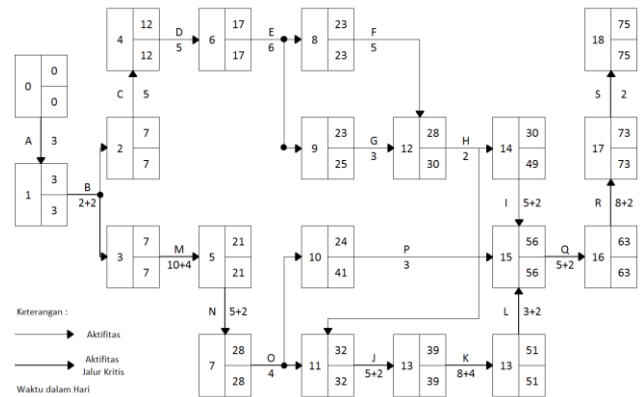 4 12 12
D
5
6 17 17
E
6
8 23 23
F
5
18 75 75
0 0 0
C 5
S 2
A 3
2 7 7
9 23 25
G
3
12 28 30
H
2
14 30 49
17 73 73
1 3 3
B
2+2
I 5+2
R 8+2
3 7 7
M
10+4
5 21 21
10 24 41
P
3
15 56 56
Q
5+2
16 63 63
Keterangan :
N 5+2
L 3+2
Aktifitas
7 28 28
O
4
11 32 32
J
5+2
13 39 39
K
8+4
13 51 51
Aktifitas
Jalur Kritis
Waktu dalam Hari